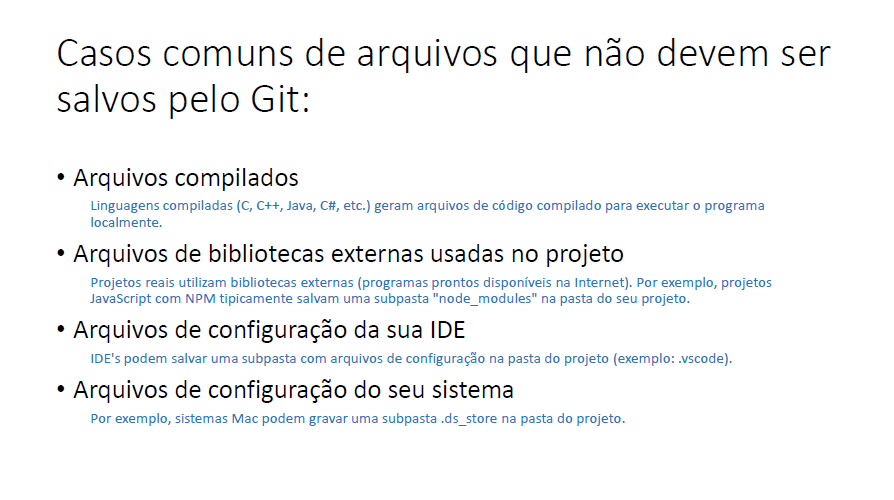 Casos comuns de arquivos que não devem ser
salvos pelo Git:
• Arquivos compilados
Linguagens compiladas (C, C++, Java, C#, etc.) geram arquivos de código compilado para executar o programa
localmente.
• Arquivos de bibliotecas externas usadas no projeto
Projetos reais utilizam bibliotecas externas (programas prontos disponíveis na Internet). Por exemplo, projetos
JavaScript com NPM tipicamente salvam uma subpasta "node_modules" na pasta do seu projeto.
• Arquivos de configuração da sua IDE
IDE's podem salvar uma subpasta com arquivos de configuração na pasta do projeto (exemplo: .vscode).
• Arquivos de configuração do seu sistema
Por exemplo, sistemas Mac podem gravar uma subpasta .ds_store na pasta do projeto.